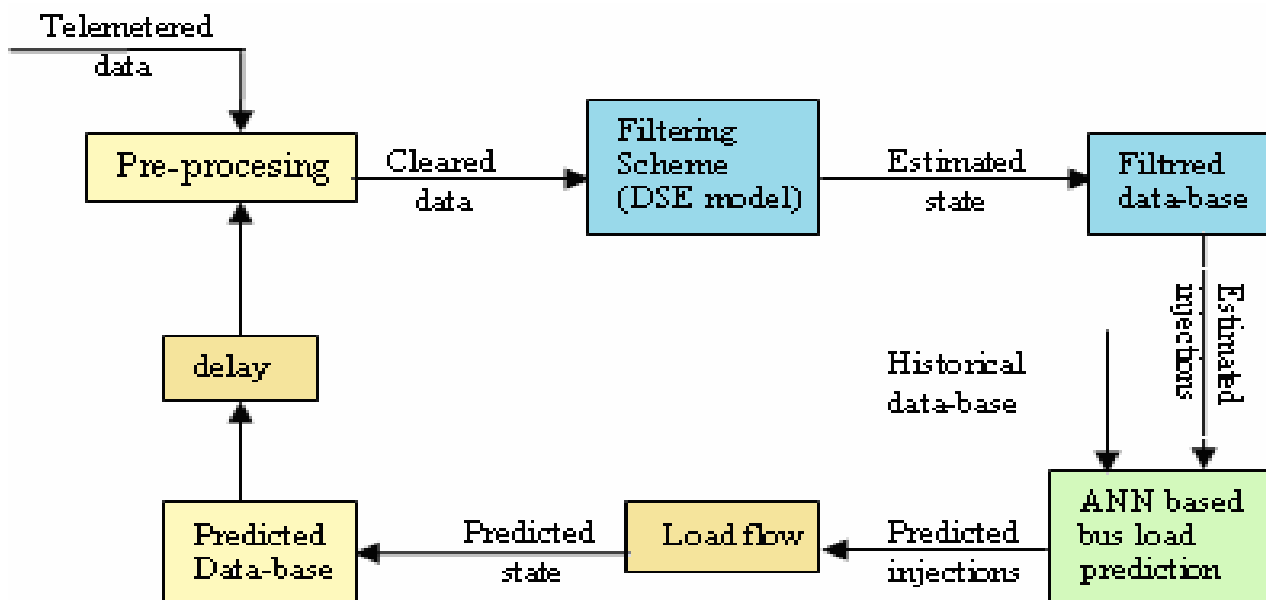 Telemetered
data
Pre-procesing
Cleared
data
Filtering
Scheme
(DSE model)
Estimated
state
Filtrred
data-base
Estimated
injections
Historical
data-base
delay
ANN based
bus load
prediction
Predicted
injections
Load flow
Predicted
state
Predicted
Data-base